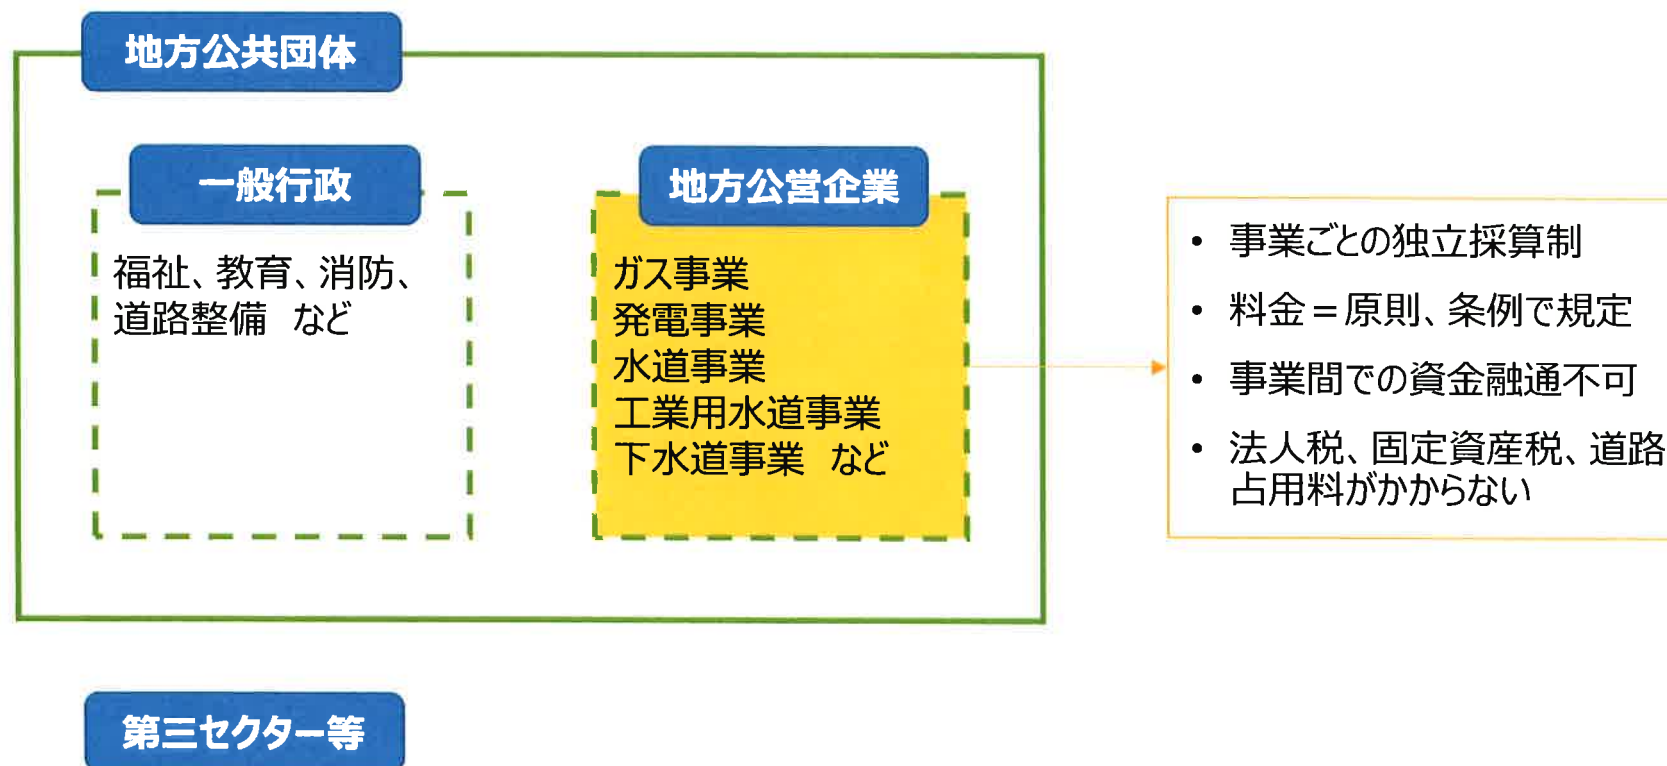 地方公共団体
一般行政
福祉、教育、消防、
道路整備 など
地方公営企業
ガス事業
発電事業
水道事業
工業用水道事業
下水道事業 など
• 事業ごとの独立採算制
• 料金=原則、条例で規定
• 事業間での資金融通不可
• 法人税、固定資産税、道路
占用料がかからない
第三セクター等